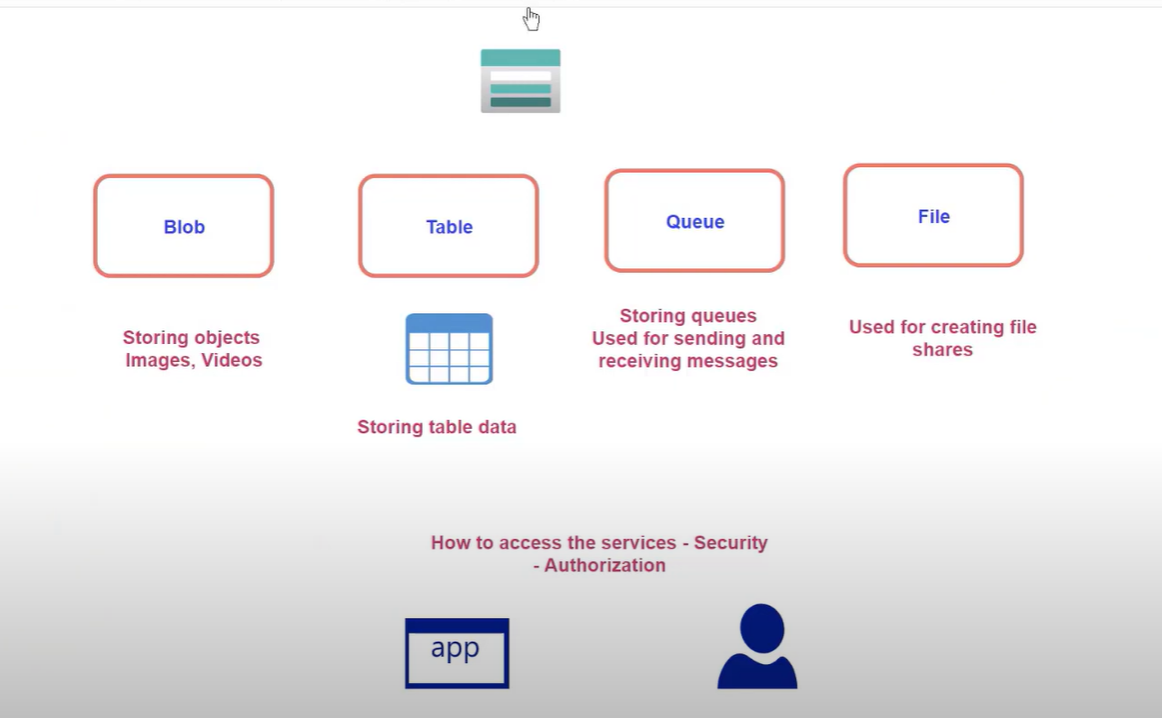 Blob
Table
Queue
File
Storing objects
Images, Videos
Storing table data
Storing queues
Used for sending and
receiving messages
Used for creating file
shares
How to access the services - Security
- Authorization
app